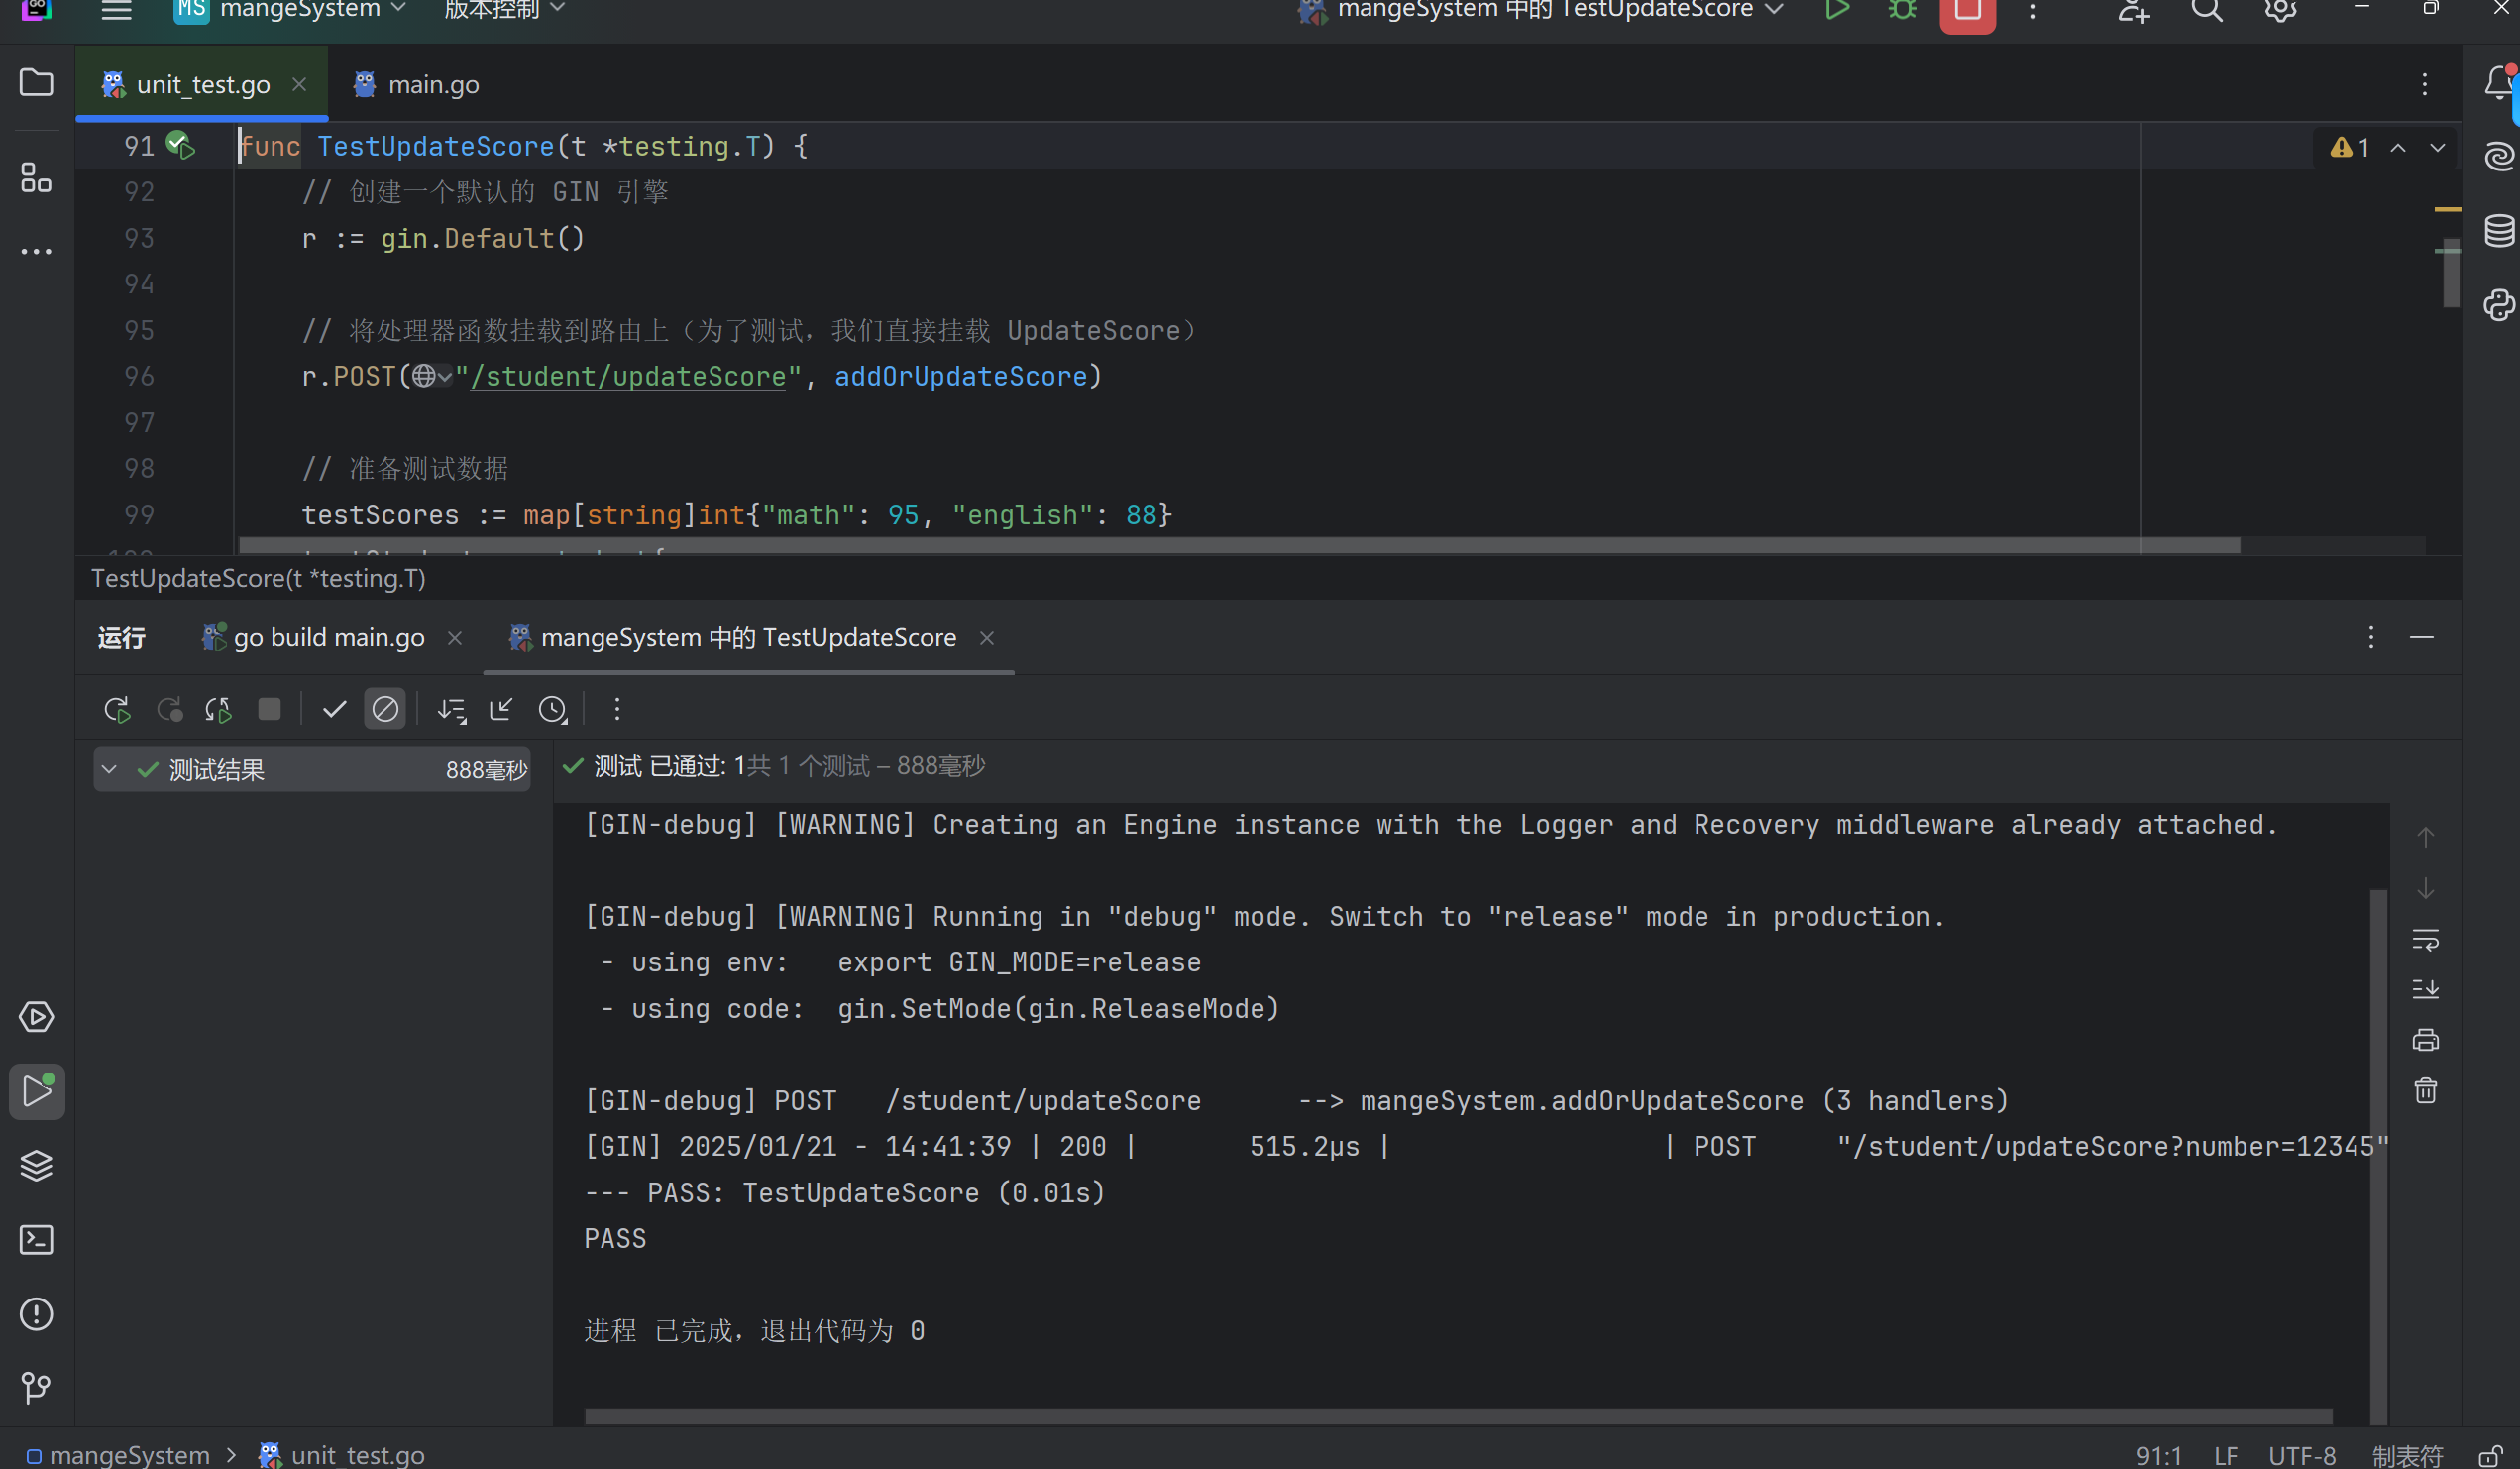 MS mangeSystem 版本控制 mangeSystem 中的 TestUpdateScore
unit_test.go main.go
91 func TestUpdateScore(t *testing.T) { 1
92 // 创建一个默认的 GIN 引擎
93 r := gin.Default()
94
95 // 将处理器函数挂载到路由上（为了测试，我们直接挂载 UpdateScore）
96 r.POST("/student/updateScore", addOrUpdateScore)
97
98 // 准备测试数据
99 testScores := map[string]int{"math": 95, "english": 88}
TestUpdateScore(t *testing.T)
运行 go build main.go mangeSystem 中的 TestUpdateScore
测试结果 888毫秒
测试 已通过: 1共 1 个测试 – 888毫秒
[GIN-debug] [WARNING] Creating an Engine instance with the Logger and Recovery middleware already attached.
[GIN-debug] [WARNING] Running in "debug" mode. Switch to "release" mode in production.
- using env: export GIN_MODE=release
- using code: gin.SetMode(gin.ReleaseMode)
[GIN-debug] POST /student/updateScore --> mangeSystem.addOrUpdateScore (3 handlers)
[GIN] 2025/01/21 - 14:41:39 | 200 | 515.2µs | | POST "/student/updateScore?number=12345"
--- PASS: TestUpdateScore (0.01s)
PASS
进程 已完成，退出代码为 0
mangeSystem > unit_test.go 91:1 LF UTF-8 制表符